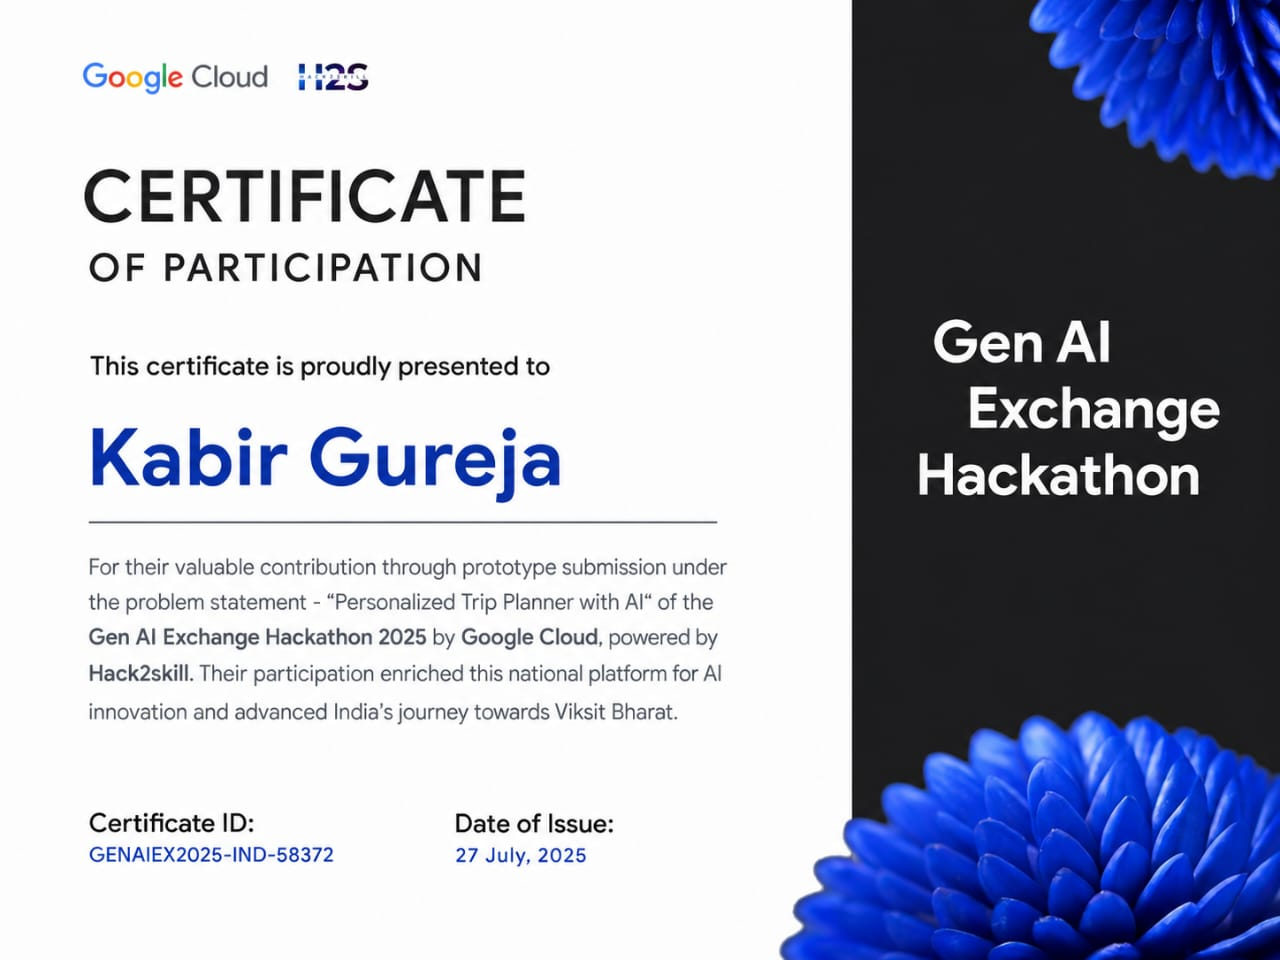 Google Cloud H2S
HACK2SKILL
CERTIFICATE
OF PARTICIPATION
This certificate is proudly presented to
Kabir Gureja
For their valuable contribution through prototype submission under
the problem statement - “Personalized Trip Planner with AI“ of the
Gen AI Exchange Hackathon 2025 by Google Cloud, powered by
Hack2skill. Their participation enriched this national platform for AI
innovation and advanced India’s journey towards Viksit Bharat.
Certificate ID:
GENAIEX2025-IND-58372
Date of Issue:
27 July, 2025
Gen AI
Exchange
Hackathon